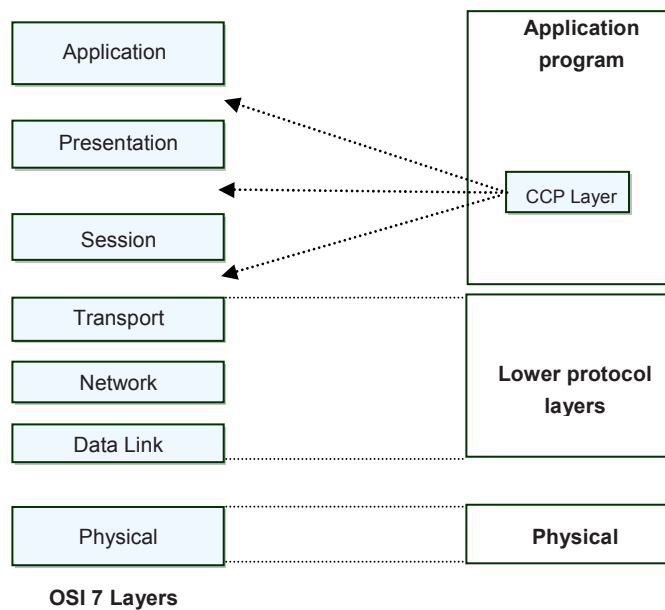 Application
Presentation
Session
Transport
Network
Data Link
Physical
OSI 7 Layers
Application
program
CCP Layer
Lower protocol
layers
Physical